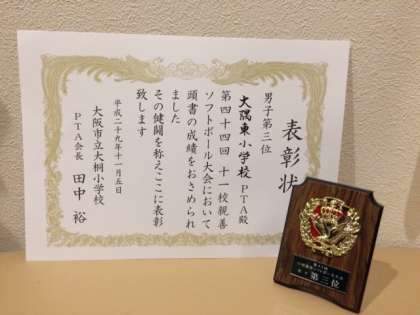 表彰状
男子第三位
大隅東小学校 PTA殿
第四十四回 十一校親善
ソフトボール大会において
頭書の成績をおさめられ
ました
その健闘を称えここに表彰
致します
平成二十九年十一月五日
大阪市立大桐小学校
PTA会長 田中 裕
第三位